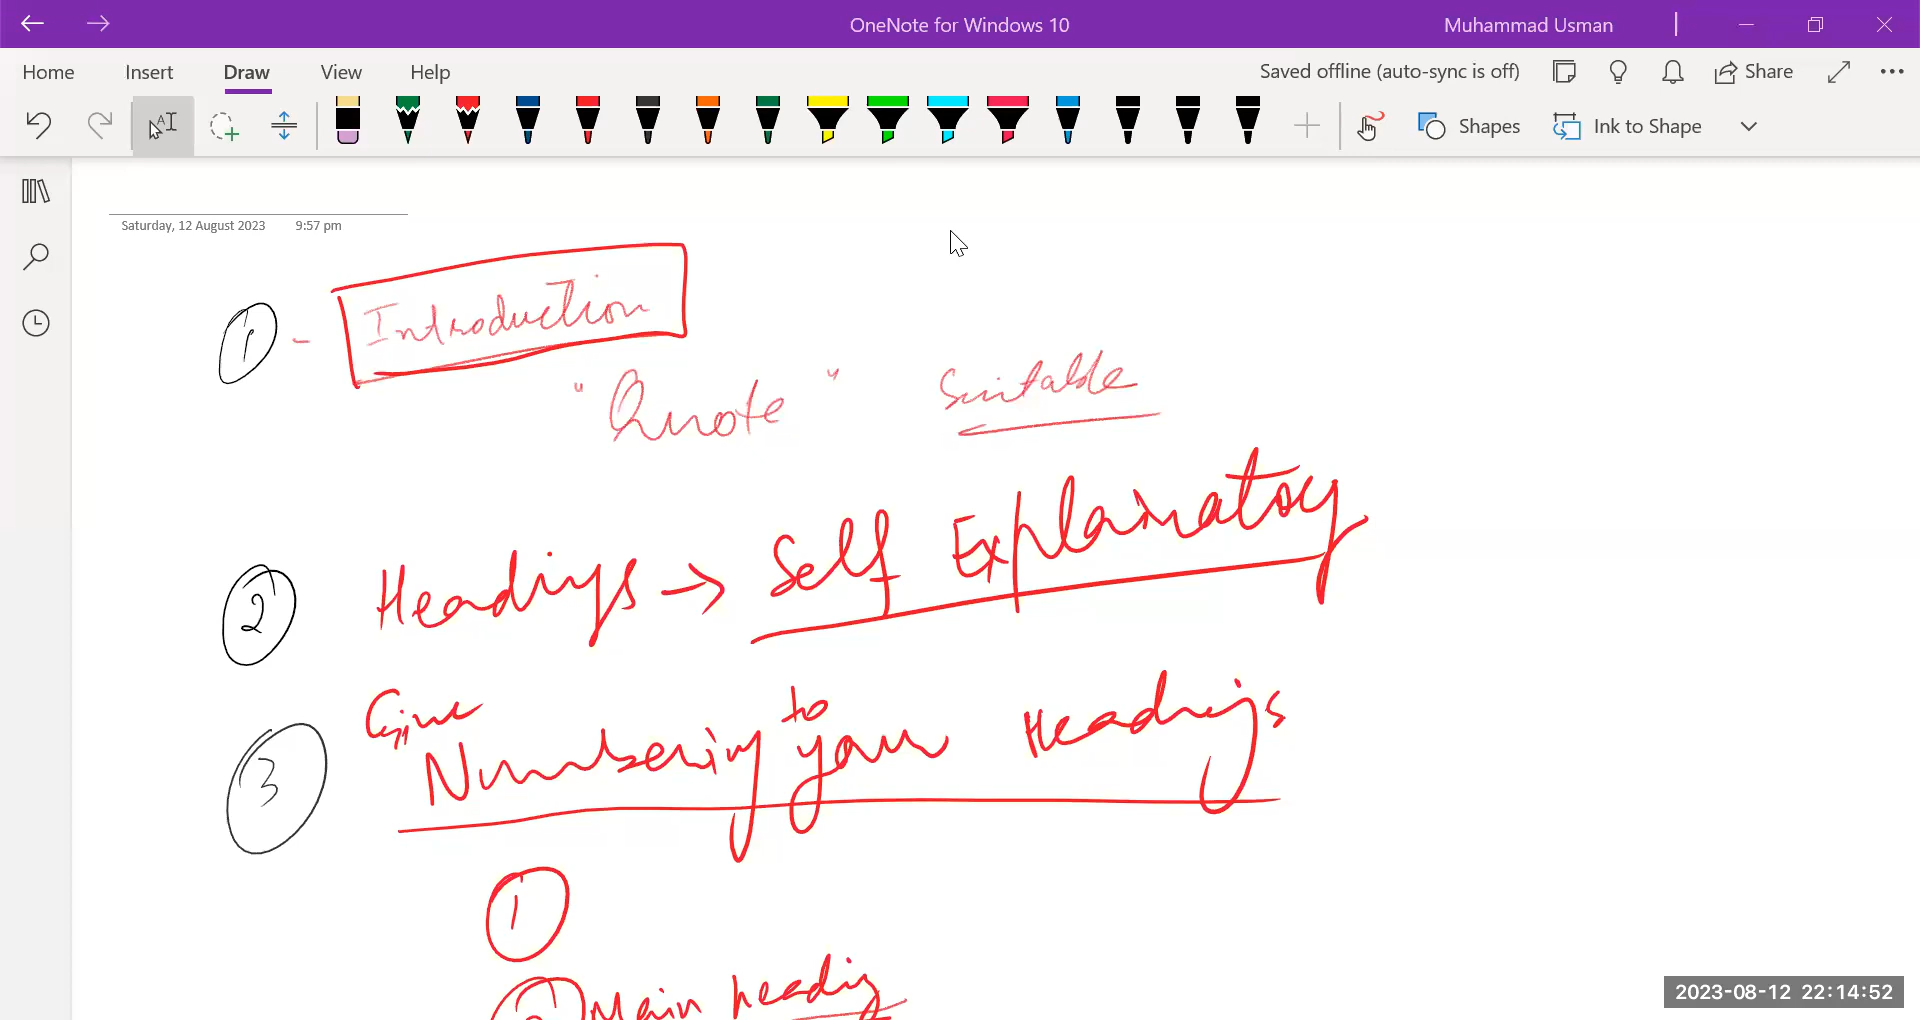 OneNote for Windows 10
Muhammad Usman
Home Insert Draw View Help
Saved offline (auto-sync is off) Share
Shapes Ink to Shape
Saturday, 12 August 2023 9:57 pm
1 - Introduction
"Quote" Suitable
2 Headings → Self Explainatory
3 Give Numbering to your Headings
1
2 Main heading
2023-08-12 22:14:52